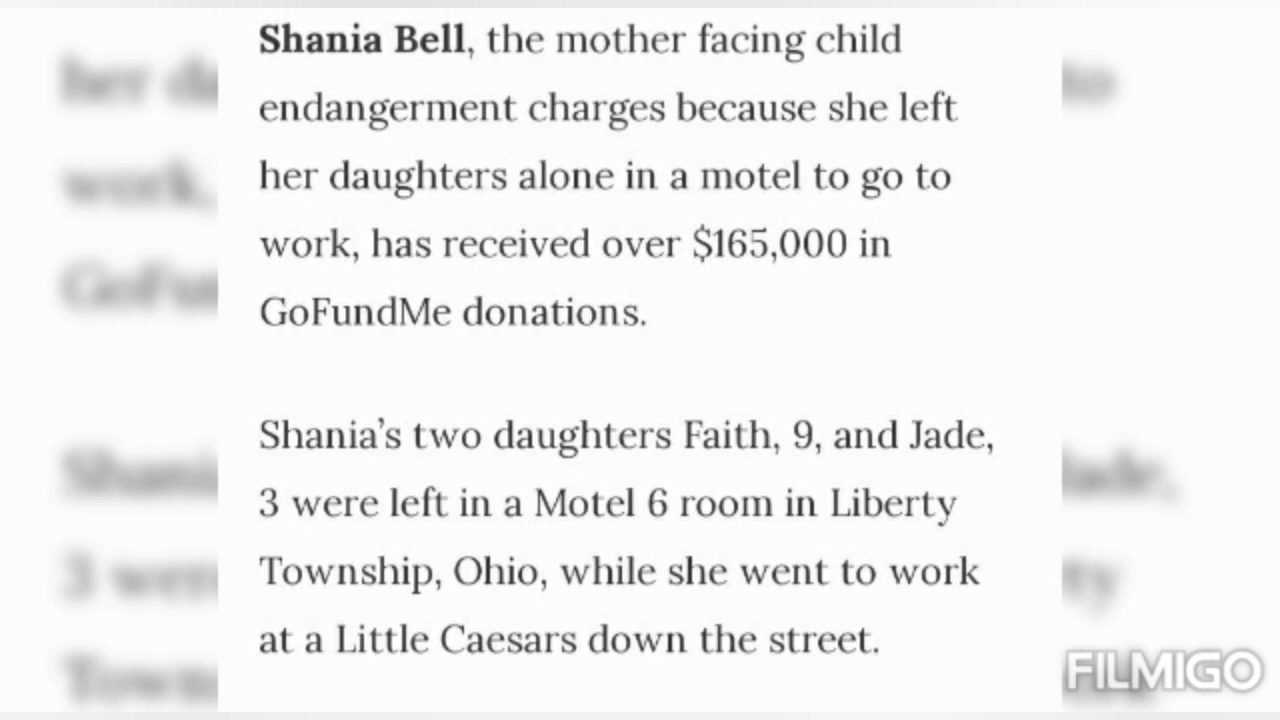 Shania Bell, the mother facing child
endangerment charges because she left
her daughters alone in a motel to go to
work, has received over $165,000 in
GoFundMe donations.
Shania’s two daughters Faith, 9, and Jade,
3 were left in a Motel 6 room in Liberty
Township, Ohio, while she went to work
at a Little Caesars down the street.
FILMIGO